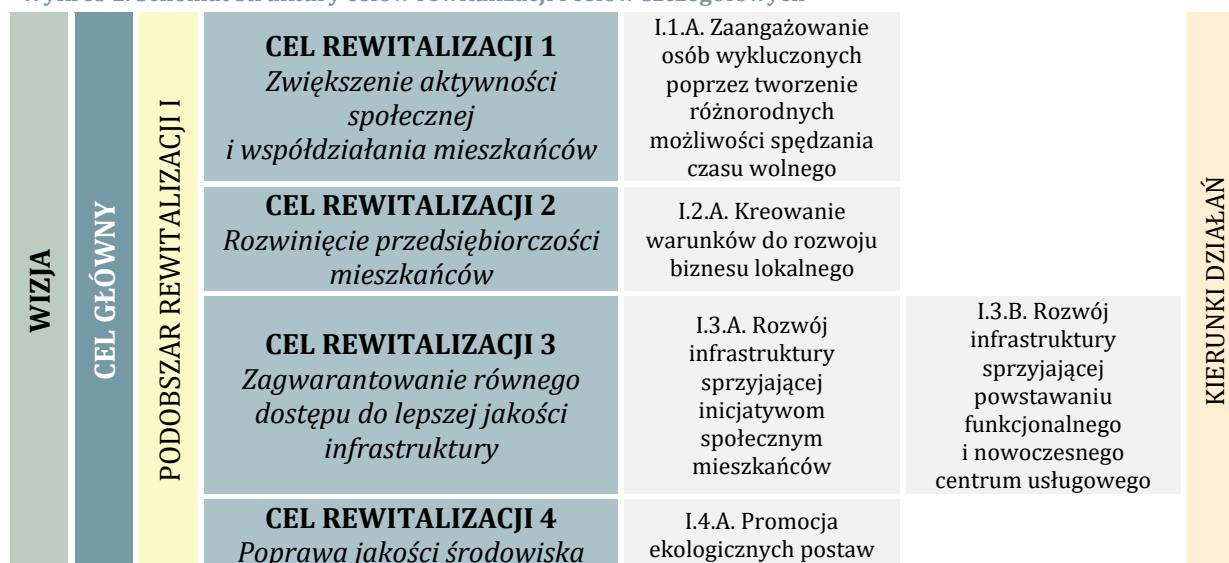 WIZJA
CEL GŁÓWNY
PODOBSZAR REWITALIZACJI I
CEL REWITALIZACJI 1
Zwiększenie aktywności
społecznej
i współdziałania mieszkańców
I.1.A. Zaangażowanie
osób wykluczonych
poprzez tworzenie
różnorodnych
możliwości spędzania
czasu wolnego
CEL REWITALIZACJI 2
Rozwinięcie przedsiębiorczości
mieszkańców
I.2.A. Kreowanie
warunków do rozwoju
biznesu lokalnego
CEL REWITALIZACJI 3
Zagwarantowanie równego
dostępu do lepszej jakości
infrastruktury
I.3.A. Rozwój
infrastruktury
sprzyjającej
inicjatywom
społecznym
mieszkańców
I.3.B. Rozwój
infrastruktury
sprzyjającej
powstawaniu
funkcjonalnego
i nowoczesnego
centrum usługowego
CEL REWITALIZACJI 4
Poprawa jakości środowiska
I.4.A. Promocja
ekologicznych postaw
KIERUNKI DZIAŁAŃ